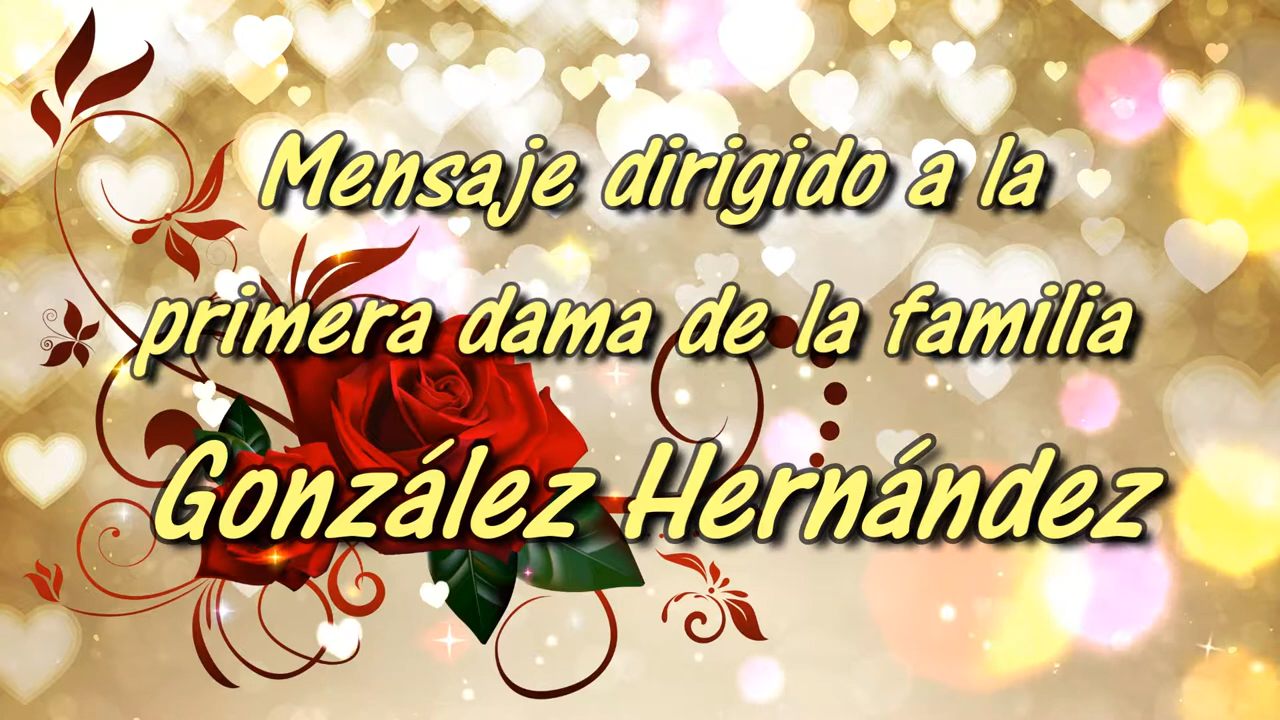 Mensaje dirigido a la
primera dama de la familia
González Hernández